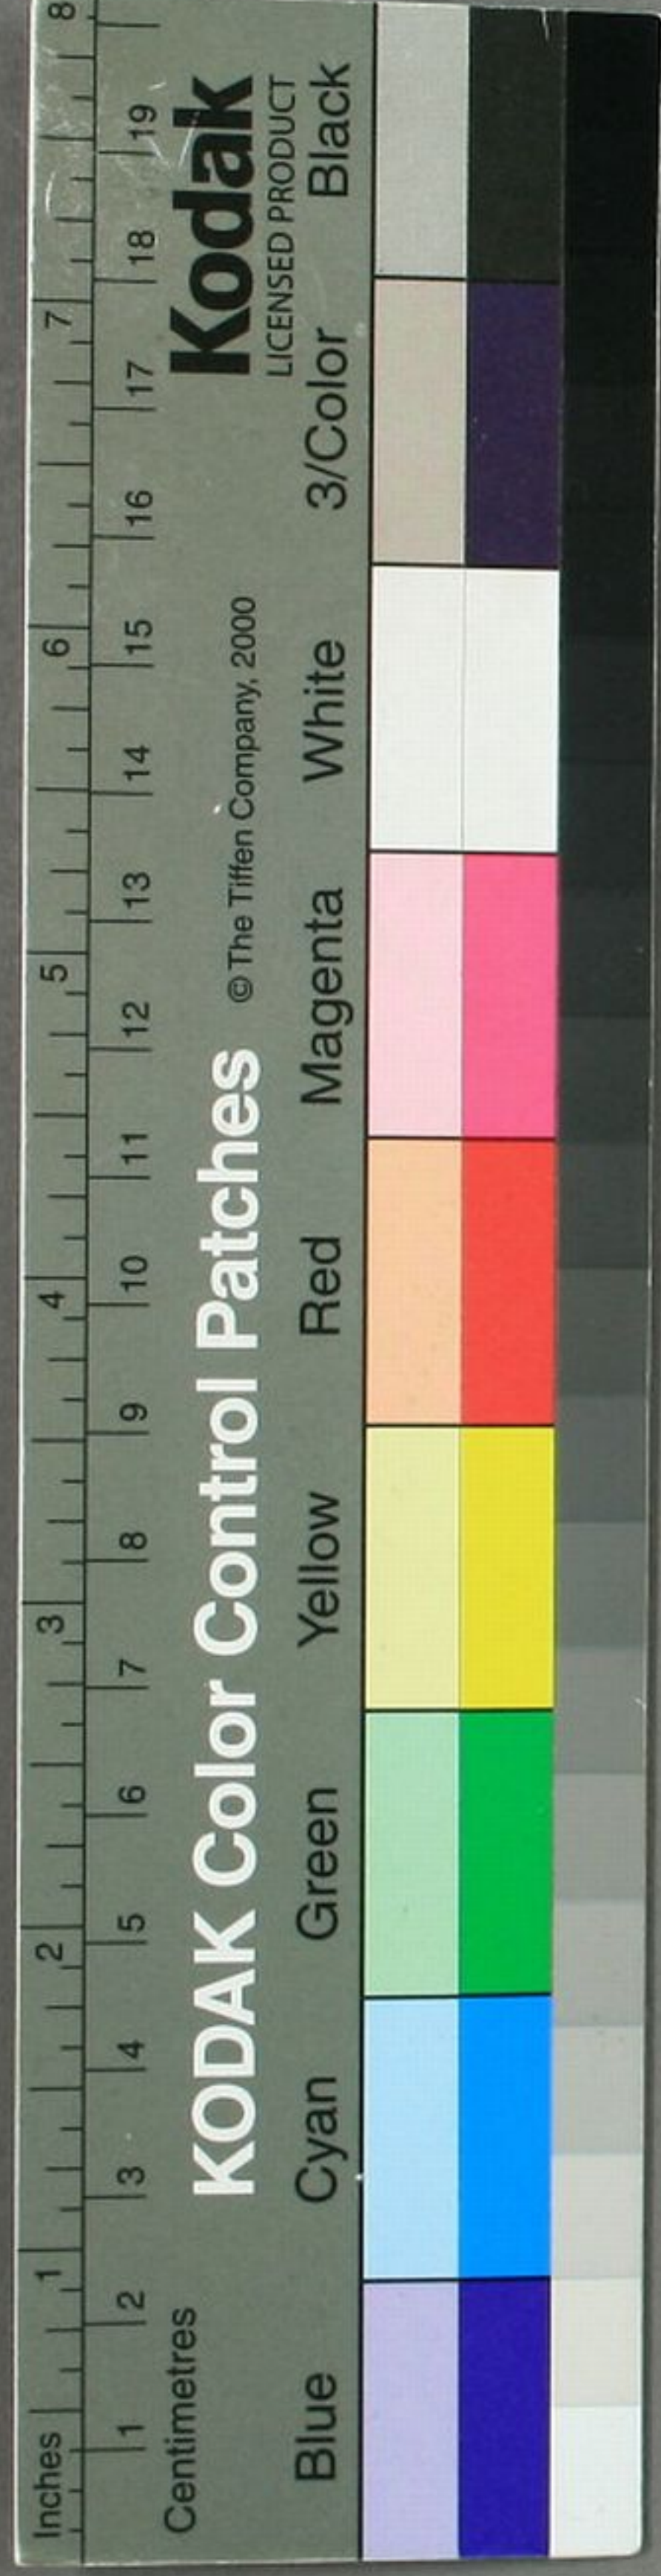 Inches 1 2 3 4 5 6 7 8
1 2 3 4 5 6 7 8 9 10 11 12 13 14 15 16 17 18 19
Centimetres
KODAK Color Control Patches © The Tiffen Company, 2000 Kodak
LICENSED PRODUCT
Blue Cyan Green Yellow Red Magenta White 3/Color Black